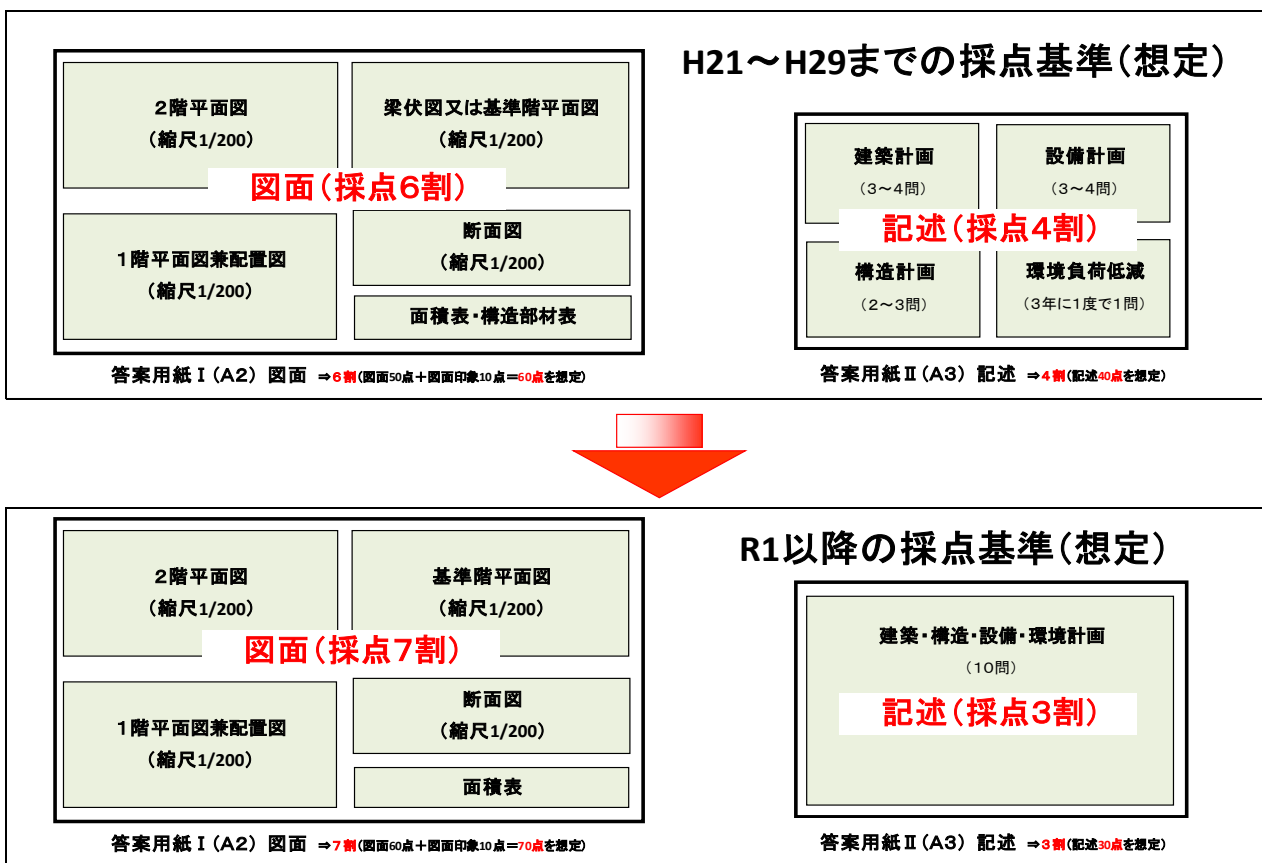 H21～H29までの採点基準(想定)
2階平面図
(縮尺1/200)
梁伏図又は基準階平面図
(縮尺1/200)
図面(採点6割)
1階平面図兼配置図
(縮尺1/200)
断面図
(縮尺1/200)
面積表・構造部材表
答案用紙Ⅰ(A2) 図面 ⇒6割(図面50点＋図面印象10点＝60点を想定)
建築計画
(3～4問)
設備計画
(3～4問)
記述(採点4割)
構造計画
(2～3問)
環境負荷低減
(3年に1度で1問)
答案用紙Ⅱ(A3) 記述 ⇒4割(記述40点を想定)
R1以降の採点基準(想定)
2階平面図
(縮尺1/200)
基準階平面図
(縮尺1/200)
図面(採点7割)
1階平面図兼配置図
(縮尺1/200)
断面図
(縮尺1/200)
面積表
答案用紙Ⅰ(A2) 図面 ⇒7割(図面60点＋図面印象10点＝70点を想定)
建築・構造・設備・環境計画
(10問)
記述(採点3割)
答案用紙Ⅱ(A3) 記述 ⇒3割(記述30点を想定)